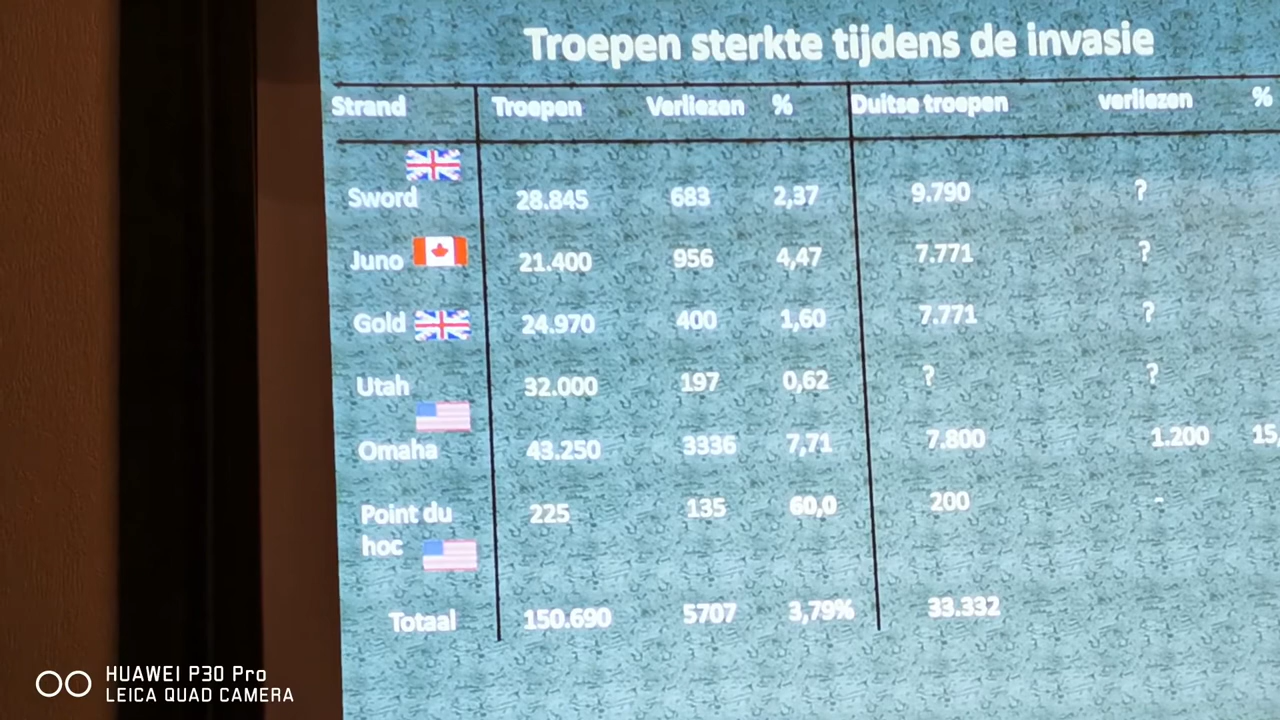 Troepen sterkte tijdens de invasie
Strand Troepen Verliezen % Duitse troepen verliezen %
Sword 28.845 683 2,37 9.790 ?
Juno 21.400 956 4,47 7.771 ?
Gold 24.970 400 1,60 7.771 ?
Utah 32.000 197 0,62 ? ?
Omaha 43.250 3336 7,71 7.800 1.200 15,
Point du 225 135 60,0 200 -
hoc
Totaal 150.690 5707 3,79% 33.332
HUAWEI P30 Pro
LEICA QUAD CAMERA